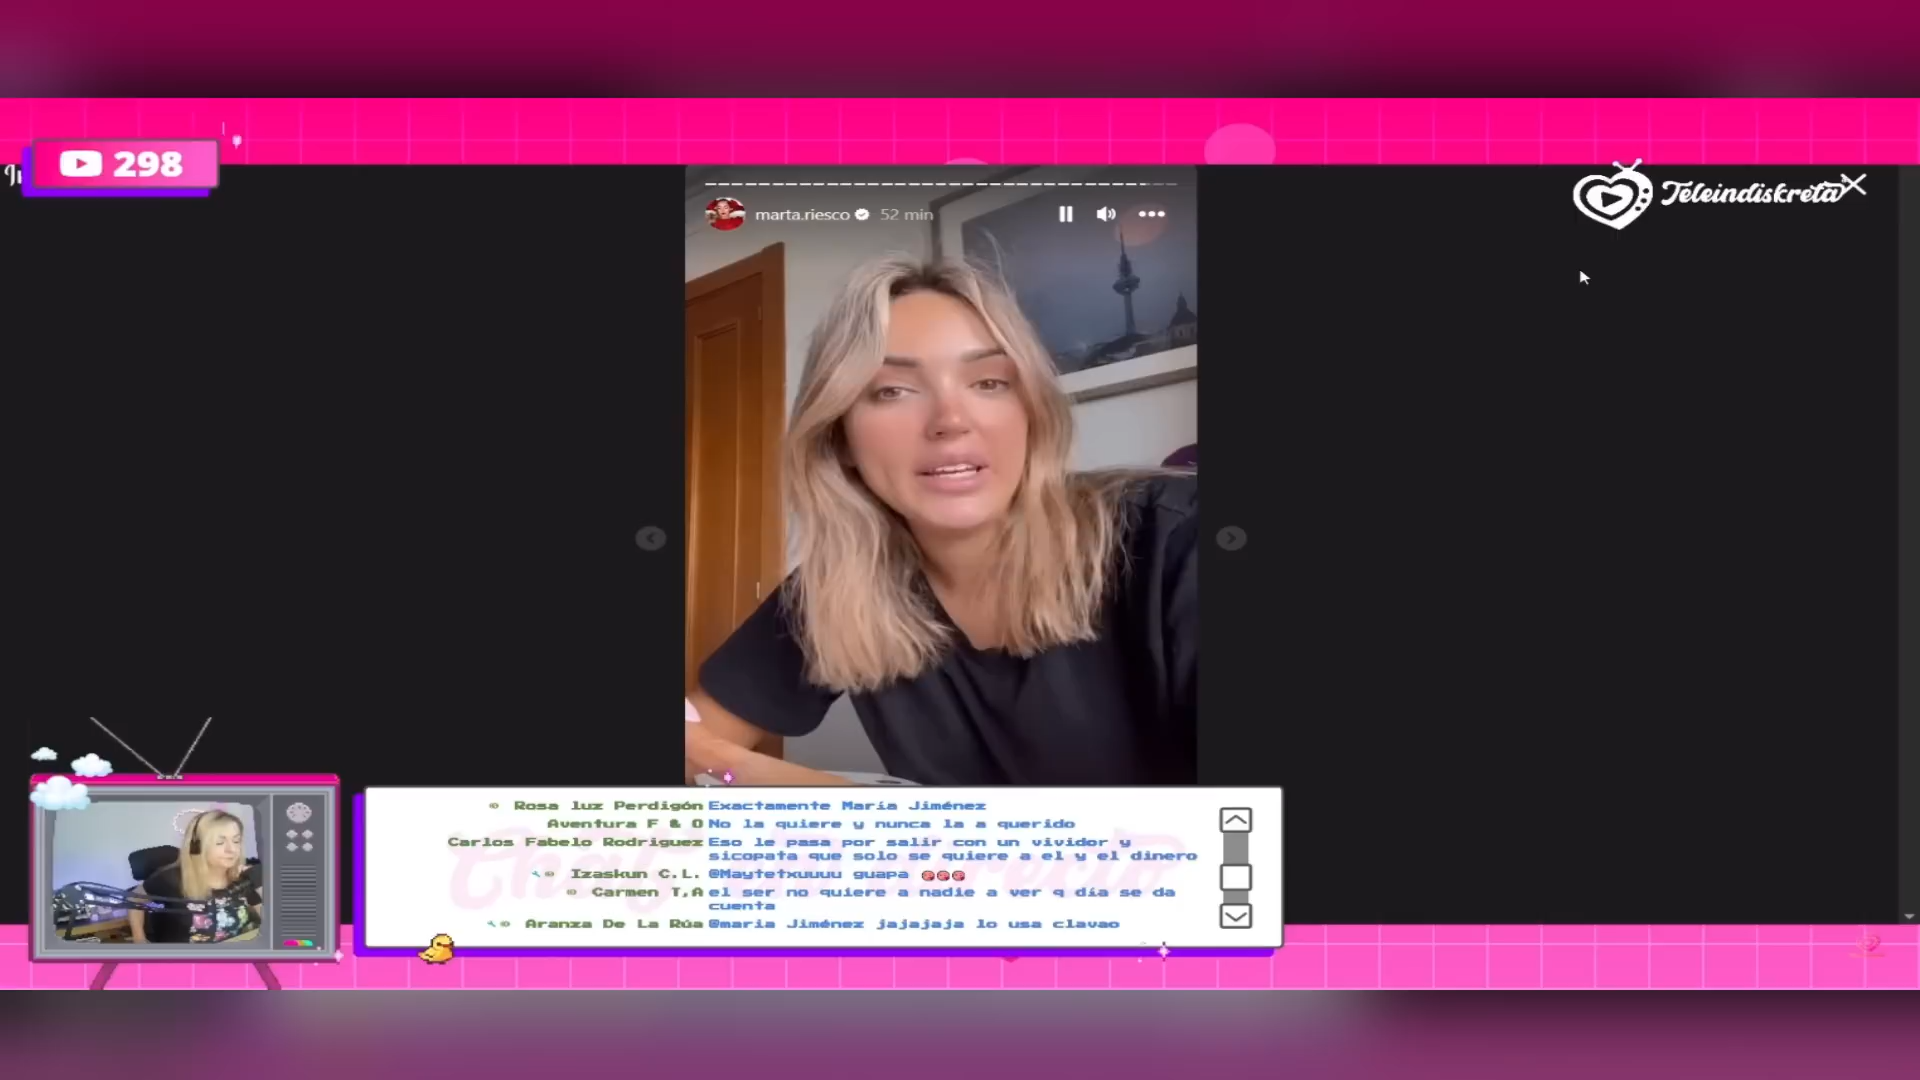 298
Teleindiskreta
marta.riesco 52 min
Rosa luz Perdigón Exactamente María Jiménez
Aventura F & O No la quiere y nunca la a querido
Carlos Fabelo Rodriguez Eso le pasa por salir con un vividor y
sicopata que solo se quiere a el y el dinero
Izaskun C.L. @Maytetxuuuu guapa
Carmen T,A el ser no quiere a nadie a ver q día se da
cuenta
Aranza De La Rúa @maria Jiménez jajajaja lo usa clavao